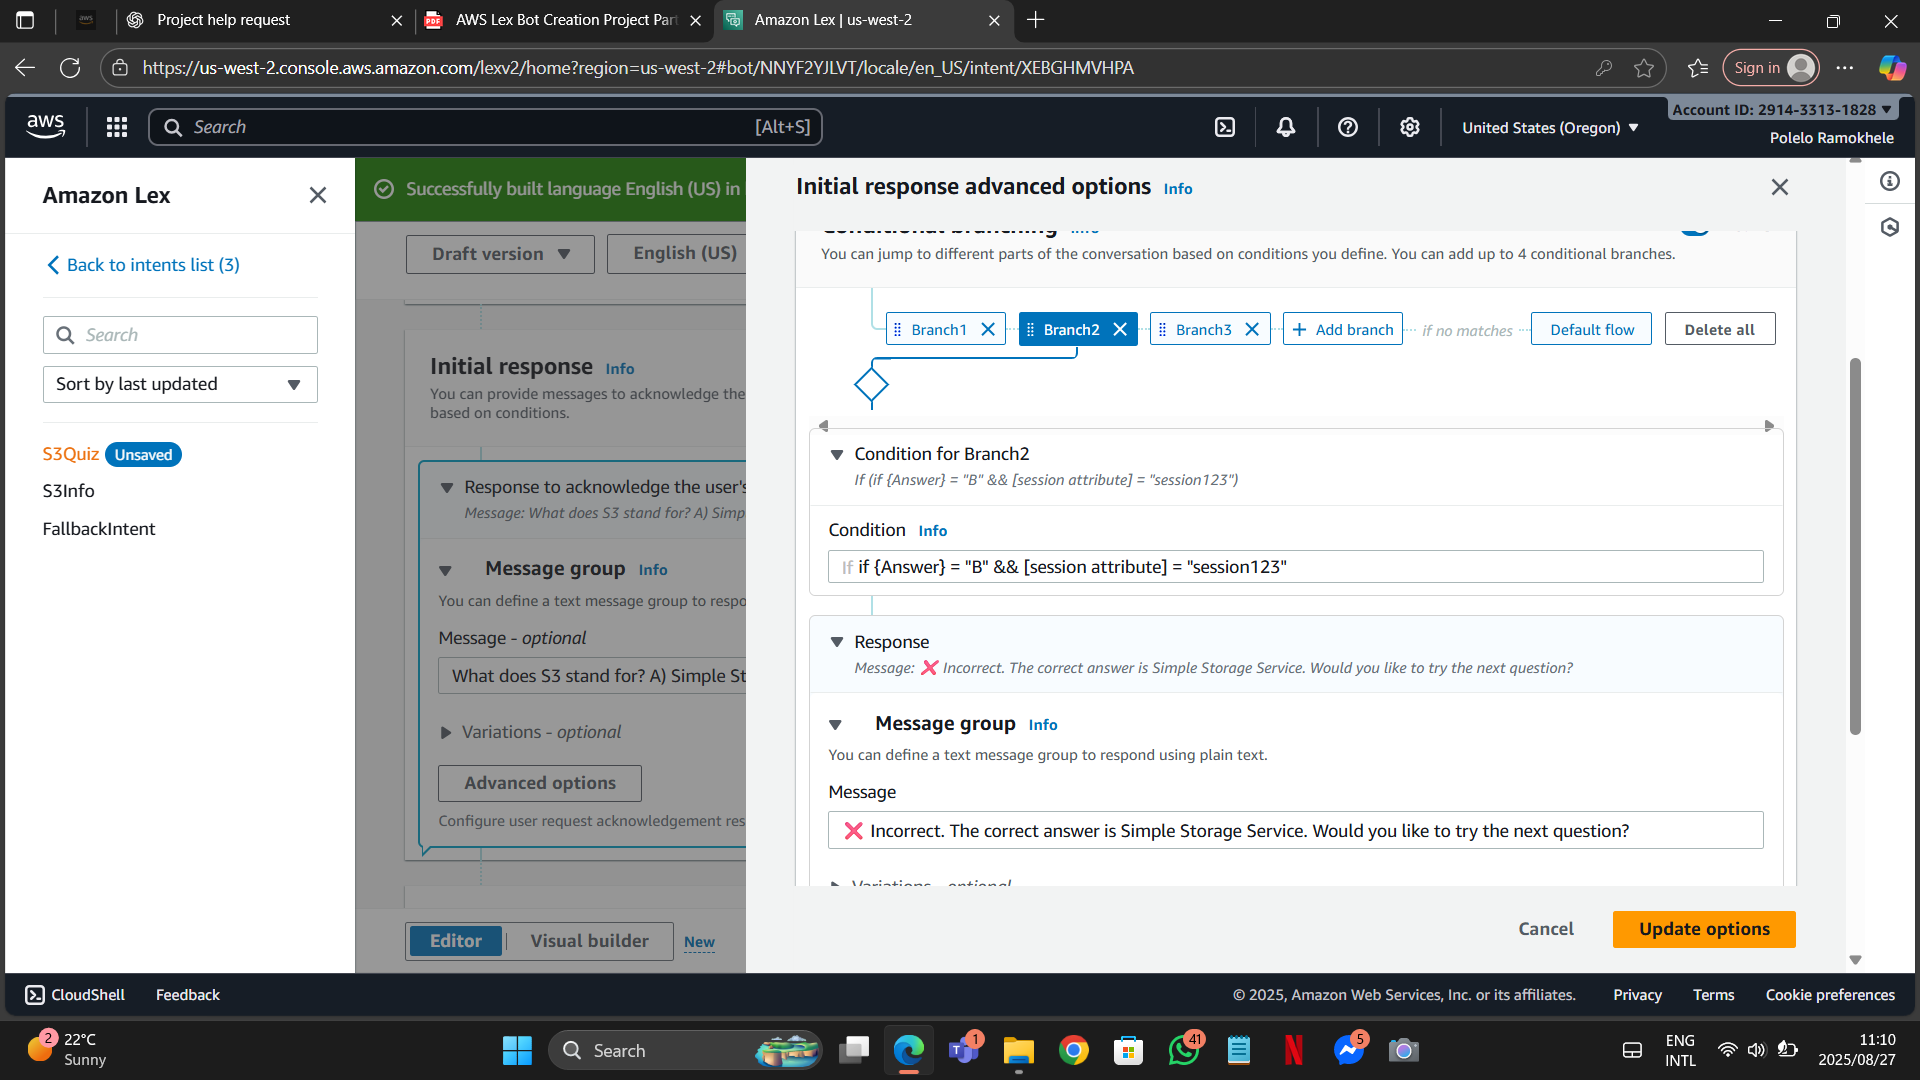 Project help request
AWS Lex Bot Creation Project Part
Amazon Lex | us-west-2
https://us-west-2.console.aws.amazon.com/lexv2/home?region=us-west-2#bot/NNYF2YJLVT/locale/en_US/intent/XEBGHMVHPA
Sign in
aws
Search
[Alt+S]
United States (Oregon)
Account ID: 2914-3313-1828
Polelo Ramokhele
Amazon Lex
Back to intents list (3)
Search
Sort by last updated
S3Quiz Unsaved
S3Info
FallbackIntent
Successfully built language English (US) in
Draft version
English (US)
Initial response Info
You can provide messages to acknowledge the
based on conditions.
Response to acknowledge the user's
Message: What does S3 stand for? A) Simp
Message group Info
You can define a text message group to respo
Message - optional
What does S3 stand for? A) Simple St
Variations - optional
Advanced options
Configure user request acknowledgement res
Editor
Visual builder
New
Initial response advanced options Info
Conditional branching Info
You can jump to different parts of the conversation based on conditions you define. You can add up to 4 conditional branches.
Branch1
Branch2
Branch3
Add branch
if no matches
Default flow
Delete all
Condition for Branch2
If (if {Answer} = "B" && [session attribute] = "session123")
Condition Info
If if {Answer} = "B" && [session attribute] = "session123"
Response
Message: ❌ Incorrect. The correct answer is Simple Storage Service. Would you like to try the next question?
Message group Info
You can define a text message group to respond using plain text.
Message
❌ Incorrect. The correct answer is Simple Storage Service. Would you like to try the next question?
Variations - optional
Cancel
Update options
CloudShell
Feedback
© 2025, Amazon Web Services, Inc. or its affiliates.
Privacy
Terms
Cookie preferences
2
22°C
Sunny
Search
1
41
5
ENG
INTL
11:10
2025/08/27